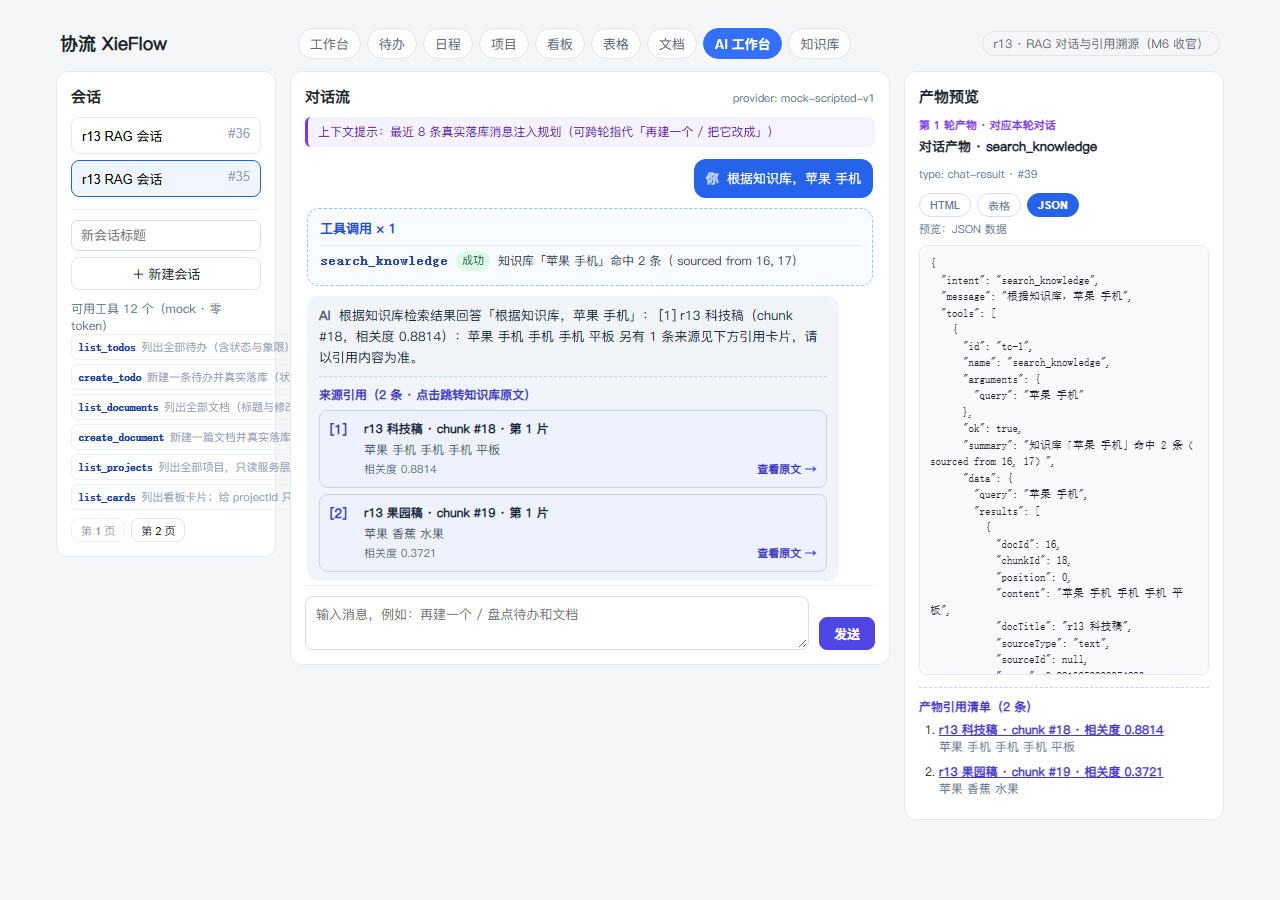 协流 XieFlow
工作台
待办
日程
项目
看板
表格
文档
AI 工作台
知识库
r13 · RAG 对话与引用溯源（M6 收官）
会话
r13 RAG 会话 #36
r13 RAG 会话 #35
新会话标题
＋ 新建会话
可用工具 12 个（mock · 零
token）
list_todos 列出全部待办（含状态与象限）
create_todo 新建一条待办并真实落库（状
list_documents 列出全部文档（标题与修改
create_document 新建一篇文档并真实落库
list_projects 列出全部项目，只读服务层
list_cards 列出看板卡片；给 projectId 只
第 1 页
第 2 页
对话流
provider: mock-scripted-v1
上下文提示：最近 8 条真实落库消息注入规划（可跨轮指代「再建一个 / 把它改成」）
你 根据知识库，苹果 手机
工具调用 × 1
search_knowledge 成功 知识库「苹果 手机」命中 2 条（ sourced from 16, 17）
AI 根据知识库检索结果回答「根据知识库，苹果 手机」： [1] r13 科技稿（chunk
#18，相关度 0.8814）：苹果 手机 手机 手机 平板 另有 1 条来源见下方引用卡片，请
以引用内容为准。
来源引用（2 条 · 点击跳转知识库原文）
[1] r13 科技稿 · chunk #18 · 第 1 片
苹果 手机 手机 手机 平板
相关度 0.8814 查看原文 →
[2] r13 果园稿 · chunk #19 · 第 1 片
苹果 香蕉 水果
相关度 0.3721 查看原文 →
输入消息，例如：再建一个 / 盘点待办和文档
发送
产物预览
第 1 轮产物 · 对应本轮对话
对话产物 · search_knowledge
type: chat-result · #39
HTML
表格
JSON
预览：JSON 数据
{
"intent": "search_knowledge",
"message": "根据知识库，苹果 手机",
"tools": [
{
"id": "tc-1",
"name": "search_knowledge",
"arguments": {
"query": "苹果 手机"
},
"ok": true,
"summary": "知识库「苹果 手机」命中 2 条（
sourced from 16, 17）",
"data": {
"query": "苹果 手机",
"results": [
{
"docId": 16,
"chunkId": 18,
"position": 0,
"content": "苹果 手机 手机 手机 平
板",
"docTitle": "r13 科技稿",
"sourceType": "text",
"sourceId": null,
产物引用清单（2 条）
1. r13 科技稿 · chunk #18 · 相关度 0.8814
苹果 手机 手机 手机 平板
2. r13 果园稿 · chunk #19 · 相关度 0.3721
苹果 香蕉 水果